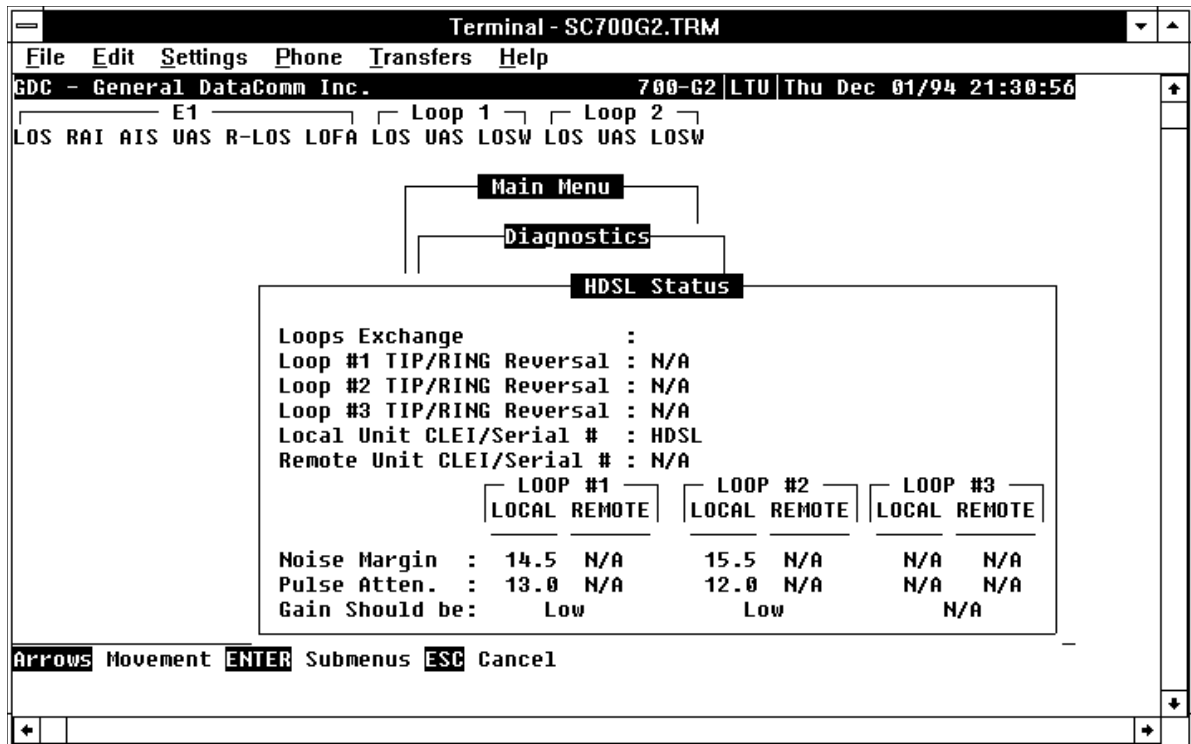 Terminal - SC700G2.TRM
File Edit Settings Phone Transfers Help
GDC - General DataComm Inc. 700-G2|LTU|Thu Dec 01/94 21:30:56
E1 Loop 1 Loop 2
LOS RAI AIS UAS R-LOS LOFA LOS UAS LOSW LOS UAS LOSW
Main Menu
Diagnostics
HDSL Status
Loops Exchange :
Loop #1 TIP/RING Reversal : N/A
Loop #2 TIP/RING Reversal : N/A
Loop #3 TIP/RING Reversal : N/A
Local Unit CLEI/Serial # : HDSL
Remote Unit CLEI/Serial # : N/A
LOOP #1 LOOP #2 LOOP #3
LOCAL REMOTE LOCAL REMOTE LOCAL REMOTE
Noise Margin : 14.5 N/A 15.5 N/A N/A N/A
Pulse Atten. : 13.0 N/A 12.0 N/A N/A N/A
Gain Should be: Low Low N/A
Arrows Movement ENTER Submenus ESC Cancel